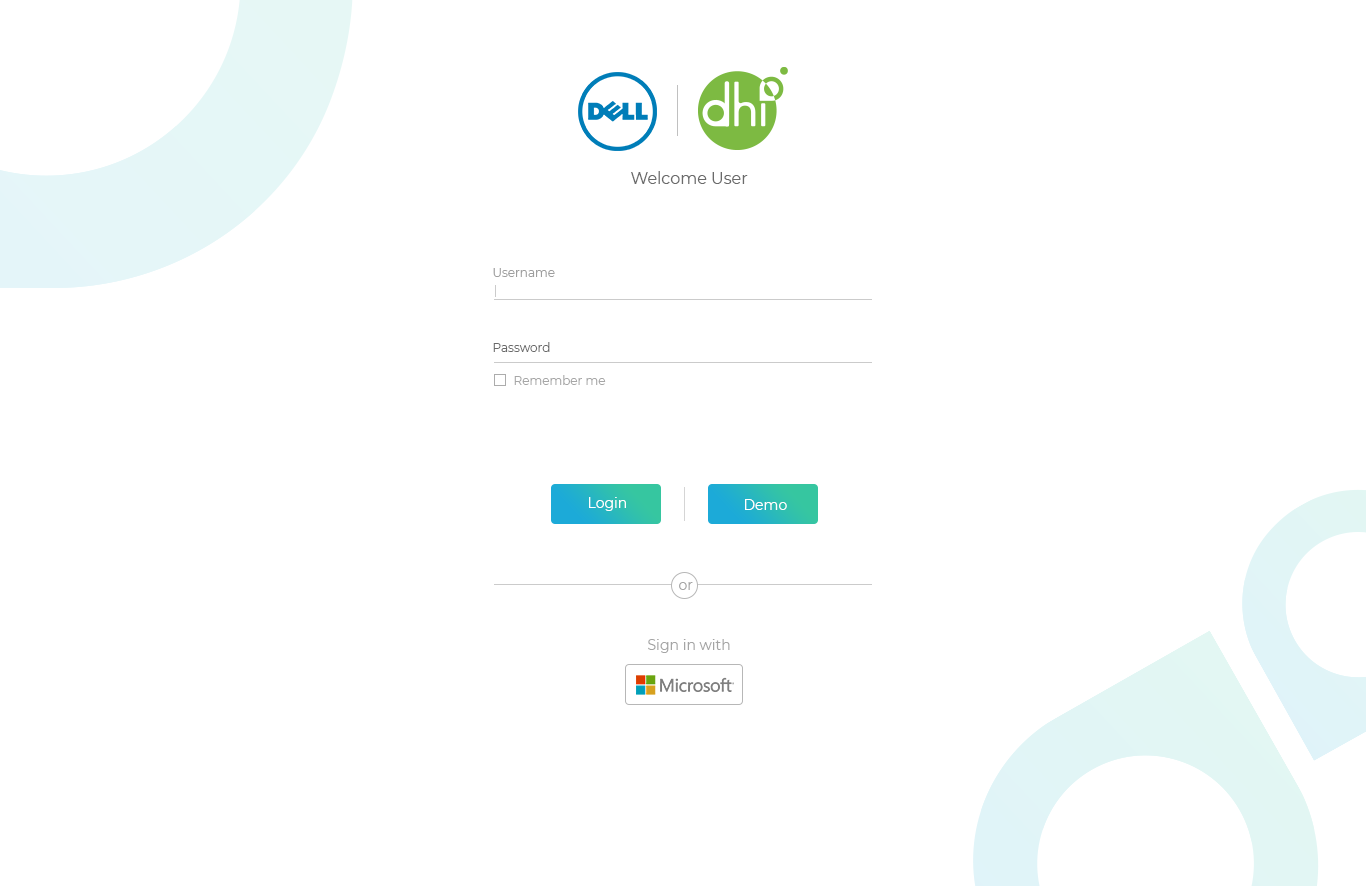 DELL
dhi
Welcome User
Username
Password
Remember me
Login
Demo
or
Sign in with
Microsoft